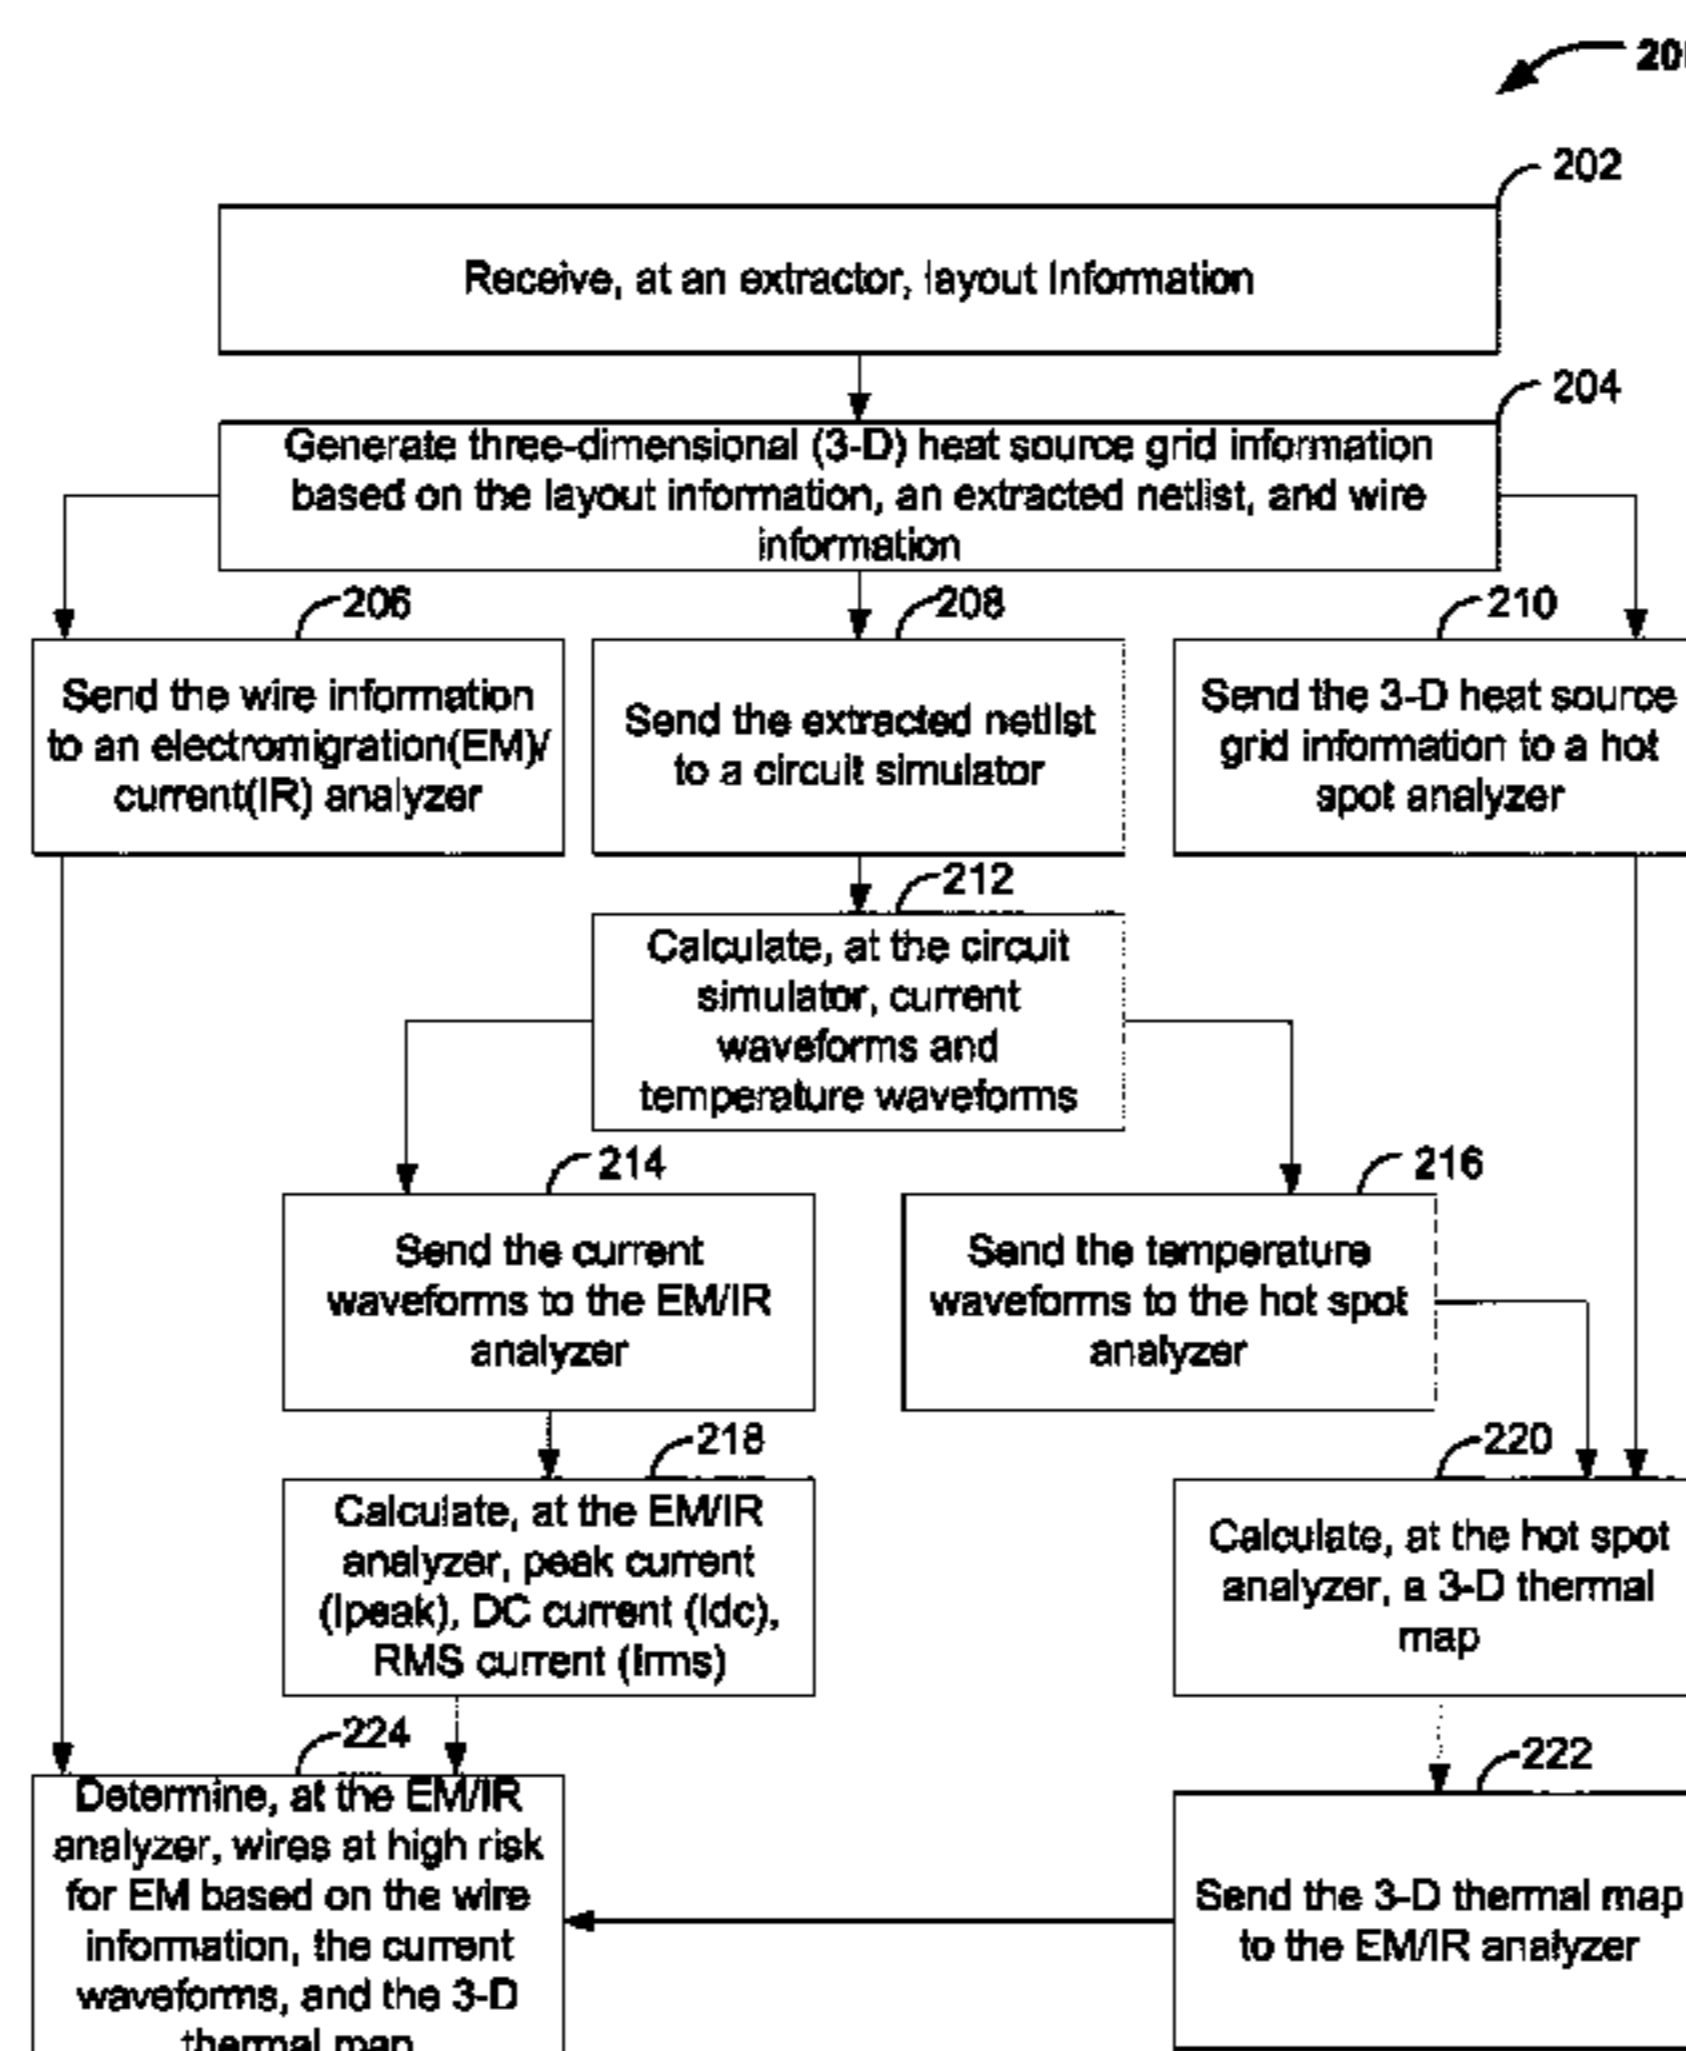 202
Receive, at an extractor, layout Information
204
Generate three-dimensional (3-D) heat source grid information
based on the layout information, an extracted netlist, and wire
information
206
208
210
Send the wire information
to an electromigration(EM)/
current(IR) analyzer
Send the extracted netlist
to a circuit simulator
Send the 3-D heat source
grid information to a hot
spot analyzer
212
Calculate, at the circuit
simulator, current
waveforms and
temperature waveforms
214
216
Send the current
waveforms to the EM/IR
analyzer
Send the temperature
waveforms to the hot spot
analyzer
218
220
Calculate, at the EM/IR
analyzer, peak current
(Ipeak), DC current (Idc),
RMS current (Irms)
Calculate, at the hot spot
analyzer, a 3-D thermal
map
224
222
Determine, at the EM/IR
analyzer, wires at high risk
for EM based on the wire
information, the current
waveforms, and the 3-D
thermal map
Send the 3-D thermal map
to the EM/IR analyzer